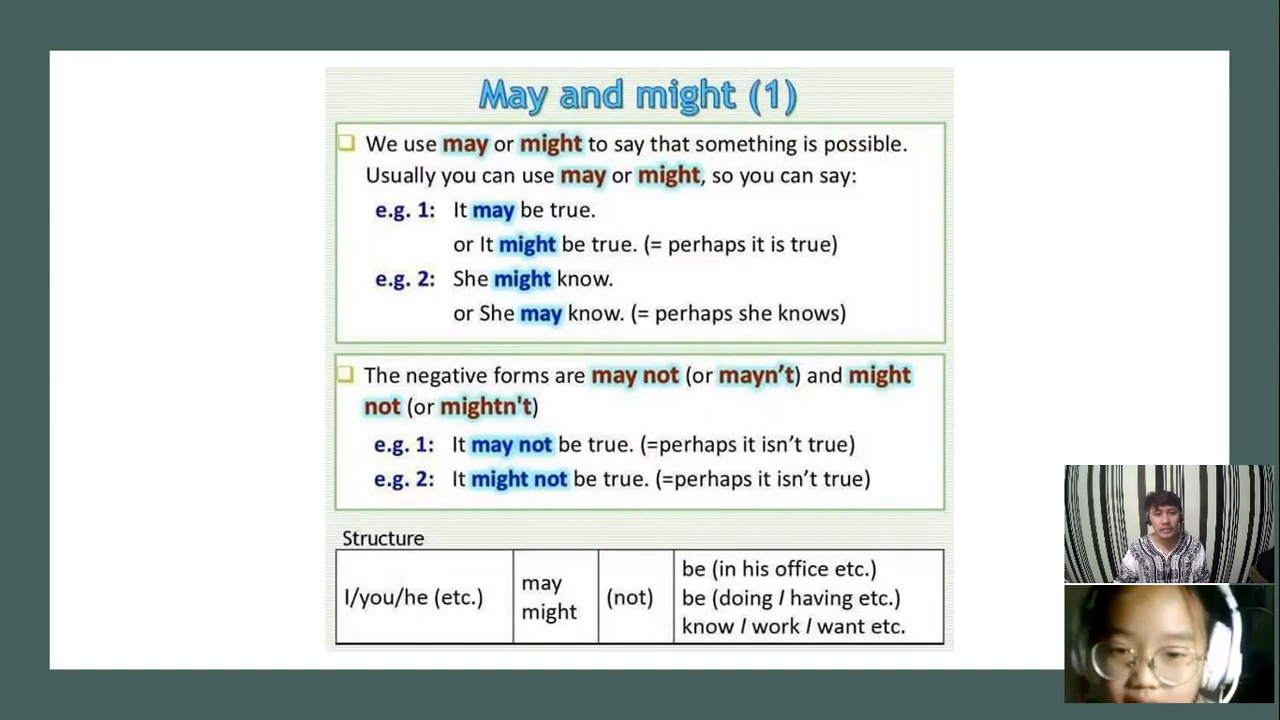 May and might (1)
We use may or might to say that something is possible.
Usually you can use may or might, so you can say:
e.g. 1: It may be true.
or It might be true. (= perhaps it is true)
e.g. 2: She might know.
or She may know. (= perhaps she knows)
The negative forms are may not (or mayn't) and might
not (or mightn't)
e.g. 1: It may not be true. (=perhaps it isn't true)
e.g. 2: It might not be true. (=perhaps it isn't true)
Structure
I/you/he (etc.)
may
might
(not)
be (in his office etc.)
be (doing / having etc.)
know / work / want etc.